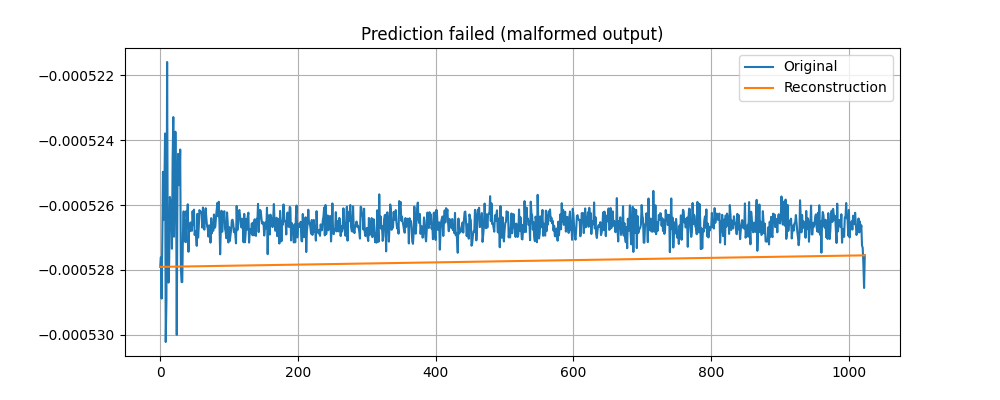 Prediction failed (malformed output)
Original
Reconstruction
−0.000522
−0.000524
−0.000526
−0.000528
−0.000530
0 200 400 600 800 1000